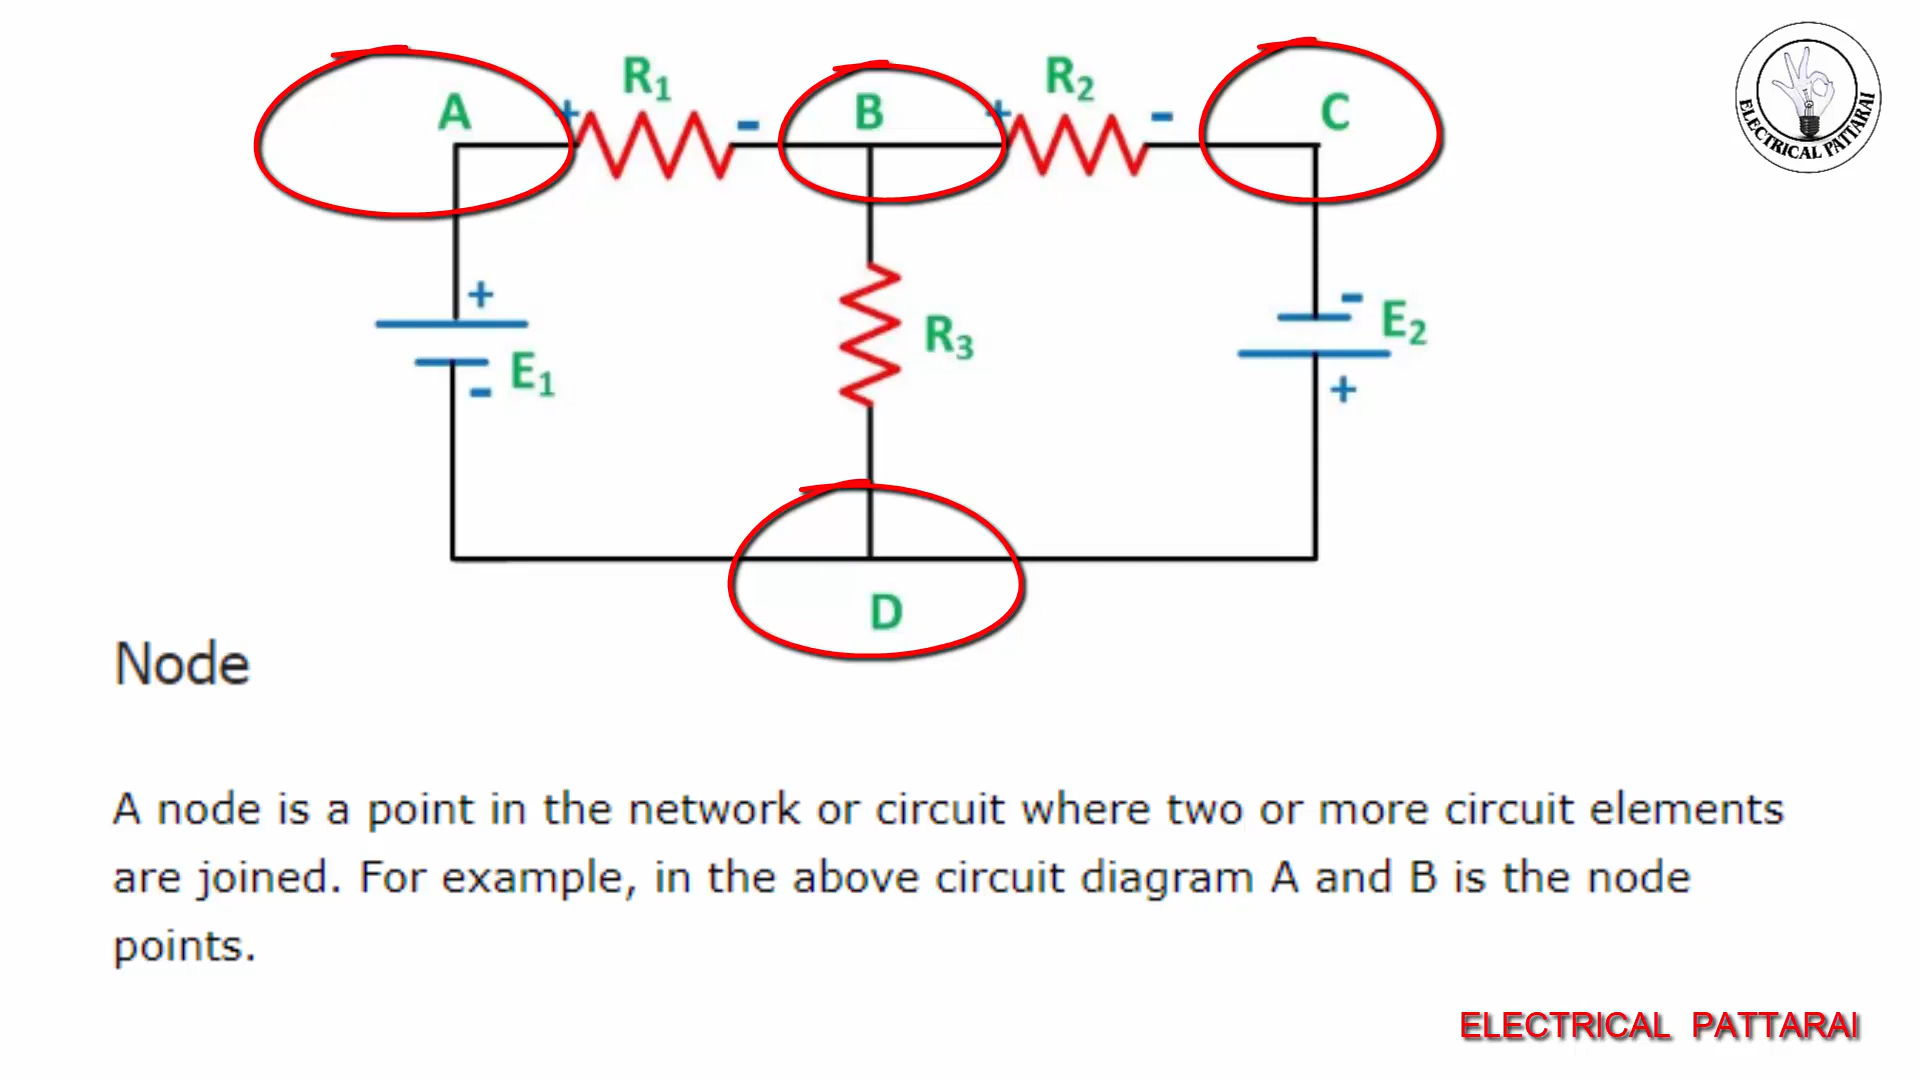 R₁
R₂
A
B
C
+
-
+
-
+
E₁
-
R₃
-
E₂
+
D
ELECTRICAL PATTARAI
Node
A node is a point in the network or circuit where two or more circuit elements
are joined. For example, in the above circuit diagram A and B is the node
points.
ELECTRICAL PATTARAI